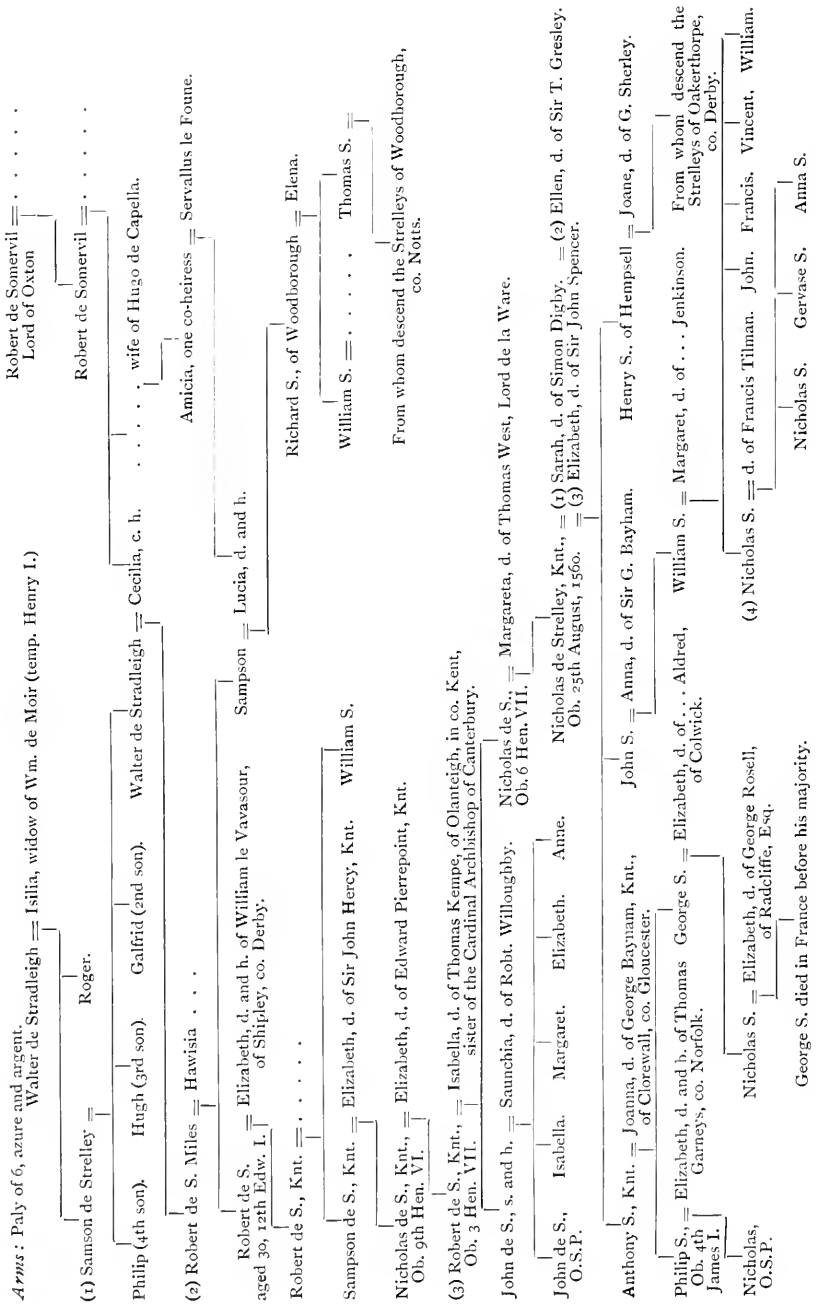 Arms: Paly of 6, azure and argent.
Walter de Stradleigh = Isilia, widow of Wm. de Moir (temp. Henry I.)
Robert de Somervil = . . . . .
Lord of Oxton
(1) Samson de Strelley =
Roger.
Robert de Somervil = . . . . .
Philip (4th son).
Hugh (3rd son).
Galfrid (2nd son).
Walter de Stradleigh = Cecilia, c. h.
. . . . . wife of Hugo de Capella.
(2) Robert de S. Miles = Hawisia . . .
Amicia, one co-heiress = Servallus le Foune.
Robert de S.
aged 30, 12th Edw. I.
= Elizabeth, d. and h. of William le Vavasour,
of Shipley, co. Derby.
Sampson = Lucia, d. and h.
Robert de S., Knt. = . . . . .
Richard S., of Woodborough = Elena.
Sampson de S., Knt. = Elizabeth, d. of Sir John Hercy, Knt.
William S.
William S. = . . . . .
Thomas S. =
Nicholas de S., Knt., = Elizabeth, d. of Edward Pierrepoint, Knt.
Ob. 9th Hen. VI.
From whom descend the Strelleys of Woodborough,
co. Notts.
(3) Robert de S., Knt., = Isabella, d. of Thomas Kempe, of Olanteigh, in co. Kent,
Ob. 3 Hen. VII.
sister of the Cardinal Archbishop of Canterbury.
John de S., s. and h. = Saunchia, d. of Robt. Willoughby.
Nicholas de S., = Margareta, d. of Thomas West, Lord de la Ware.
Ob. 6 Hen. VII.
John de S.,
O.S.P.
Isabella.
Margaret.
Elizabeth.
Anne.
Nicholas de Strelley, Knt., = (1) Sarah, d. of Simon Digby. = (2) Ellen, d. of Sir T. Gresley.
Ob. 25th August, 1560. = (3) Elizabeth, d. of Sir John Spencer.
Anthony S., Knt. = Joanna, d. of George Baynam, Knt.,
of Clorewall, co. Gloucester.
John S. = Anna, d. of Sir G. Bayham.
Henry S., of Hempsell = Joane, d. of G. Sherley.
Philip S., = Elizabeth, d. and h. of Thomas
Ob. 4th
James I.
Garneys, co. Norfolk.
George S. = Elizabeth, d. of . . . Aldred,
of Colwick.
William S. = Margaret, d. of . . . Jenkinson.
From whom descend the
Strelleys of Oakerthorpe,
co. Derby.
Nicholas,
O.S.P.
Nicholas S. = Elizabeth, d. of George Rosell,
of Radcliffe, Esq.
(4) Nicholas S. = d. of Francis Tilman.
John.
Francis.
Vincent,
William.
George S. died in France before his majority.
Nicholas S.
Gervase S.
Anna S.